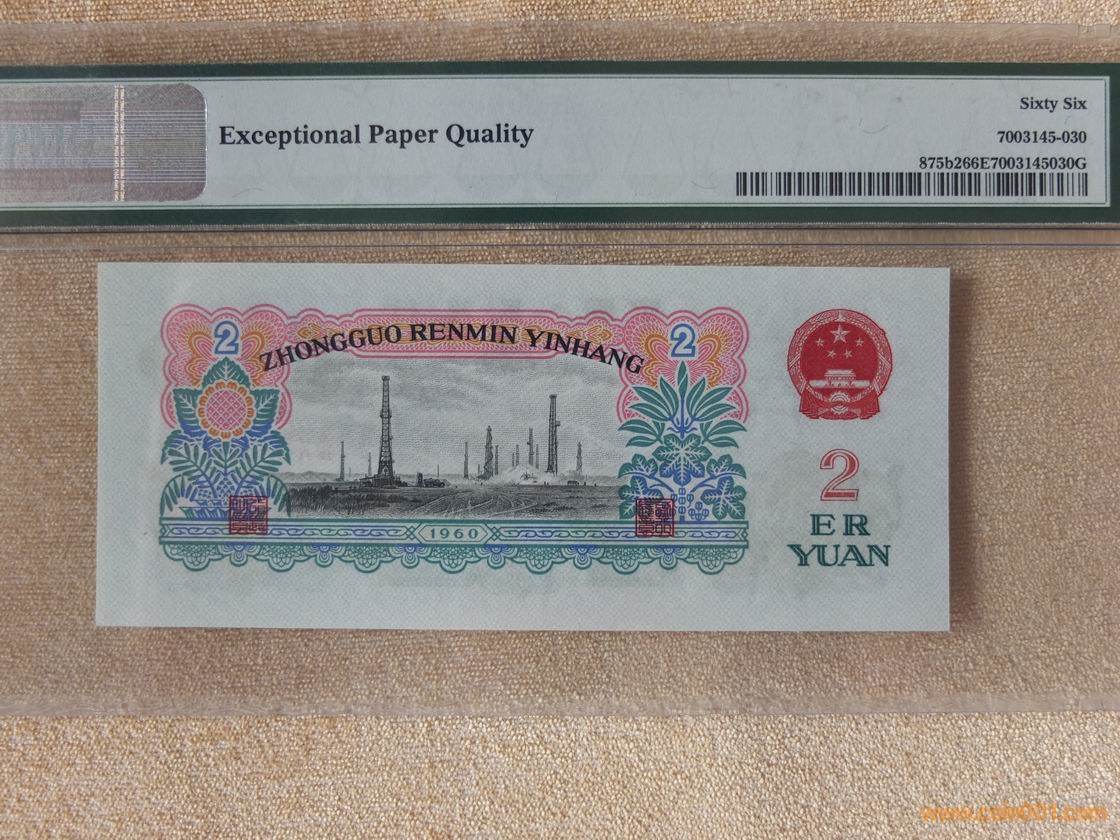 Sixty Six
Exceptional Paper Quality
7003145-030
875b266E7003145030G
2
2
ZHONGGUO RENMIN YINHANG
2
ER
YUAN
1960
www.coin001.com